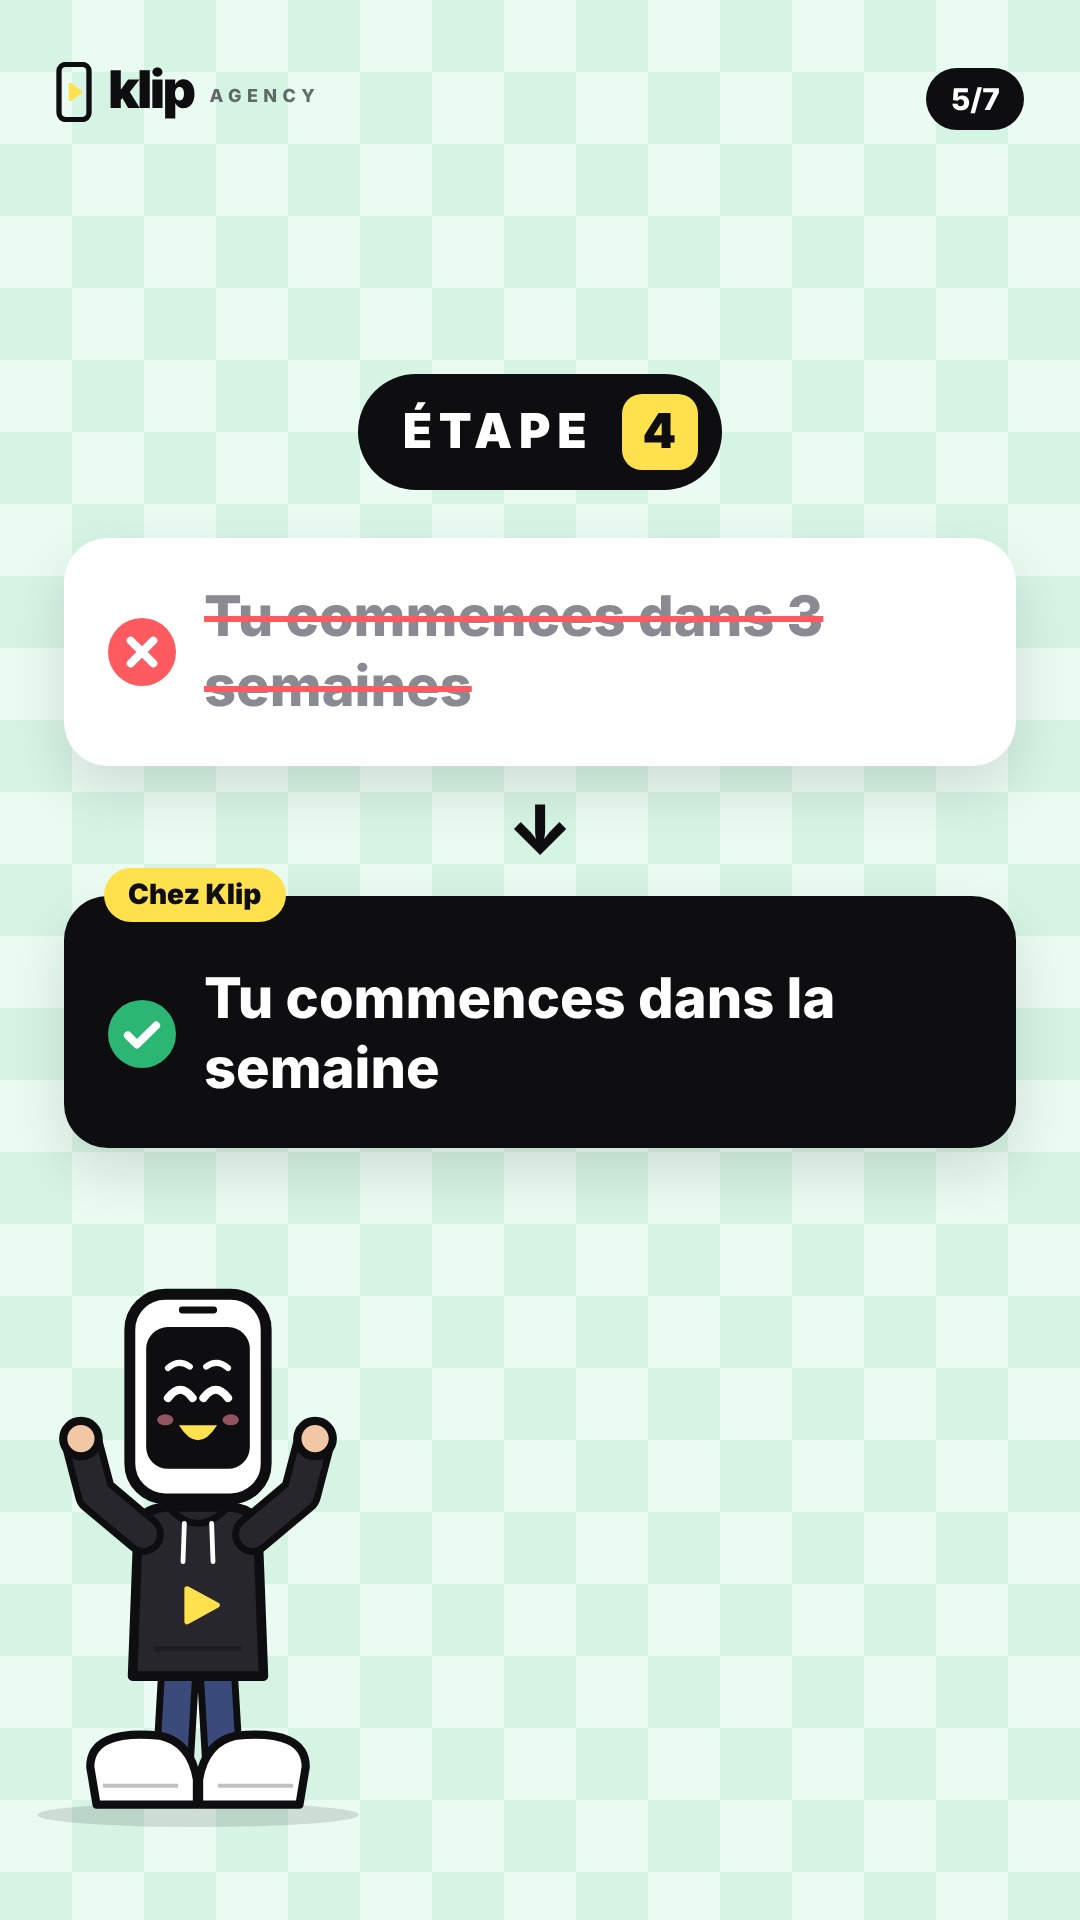 klip AGENCY
5/7
ÉTAPE 4
Tu commences dans 3
semaines
Chez Klip
Tu commences dans la
semaine